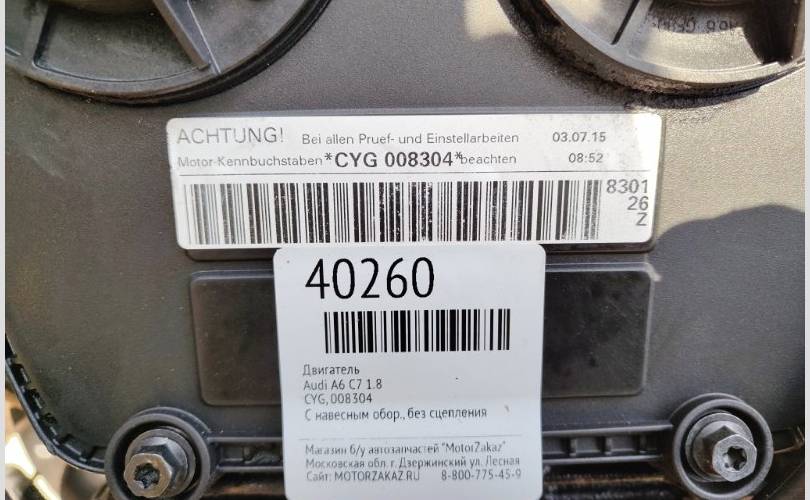 ACHTUNG! Bei allen Pruef- und Einstellarbeiten 03.07.15
Motor-Kennbuchstaben *CYG 008304* beachten 08:52
8301
26
Z
40260
Двигатель
Audi A6 C7 1.8
CYG,008304
С навесным обор., без сцепления
Магазин б/у автозапчастей "MotorZakaz"
Московская обл. г. Дзержинский ул. Лесная
Сайт: MOTORZAKAZ.RU 8-800-775-45-9